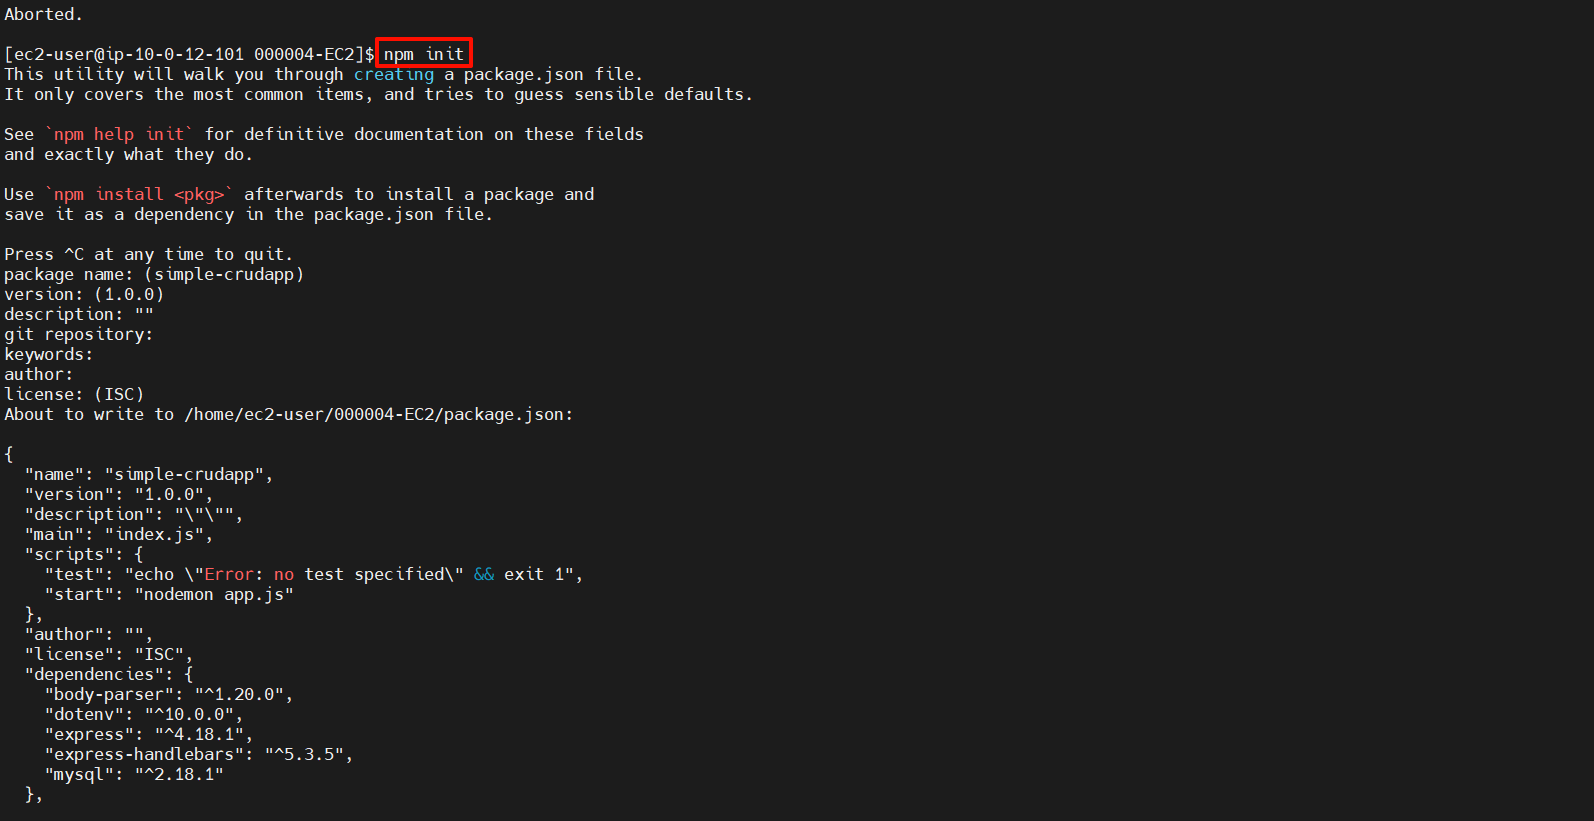 Aborted.
[ec2-user@ip-10-0-12-101 000004-EC2]$ npm init
This utility will walk you through creating a package.json file.
It only covers the most common items, and tries to guess sensible defaults.
See `npm help init` for definitive documentation on these fields
and exactly what they do.
Use `npm install <pkg>` afterwards to install a package and
save it as a dependency in the package.json file.
Press ^C at any time to quit.
package name: (simple-crudapp)
version: (1.0.0)
description: ""
git repository:
keywords:
author:
license: (ISC)
About to write to /home/ec2-user/000004-EC2/package.json:
{
  "name": "simple-crudapp",
  "version": "1.0.0",
  "description": "\"\"",
  "main": "index.js",
  "scripts": {
    "test": "echo \"Error: no test specified\" && exit 1",
    "start": "nodemon app.js"
  },
  "author": "",
  "license": "ISC",
  "dependencies": {
    "body-parser": "^1.20.0",
    "dotenv": "^10.0.0",
    "express": "^4.18.1",
    "express-handlebars": "^5.3.5",
    "mysql": "^2.18.1"
  },